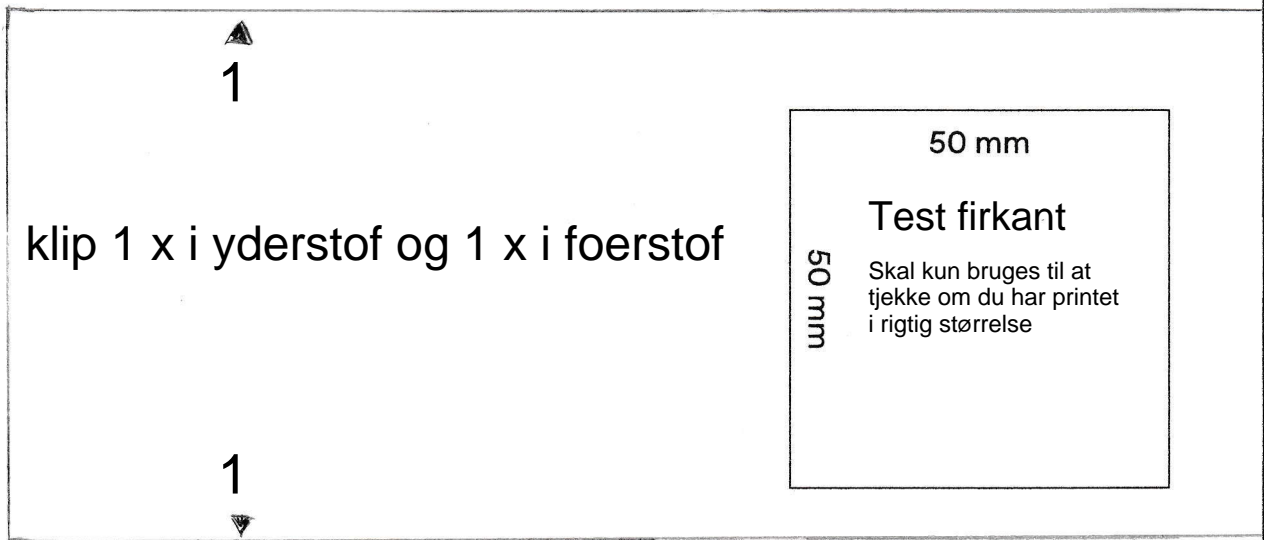 1
klip 1 x i yderstof og 1 x i foerstof
1
50 mm
50 mm
Test firkant
Skal kun bruges til at
tjekke om du har printet
i rigtig størrelse